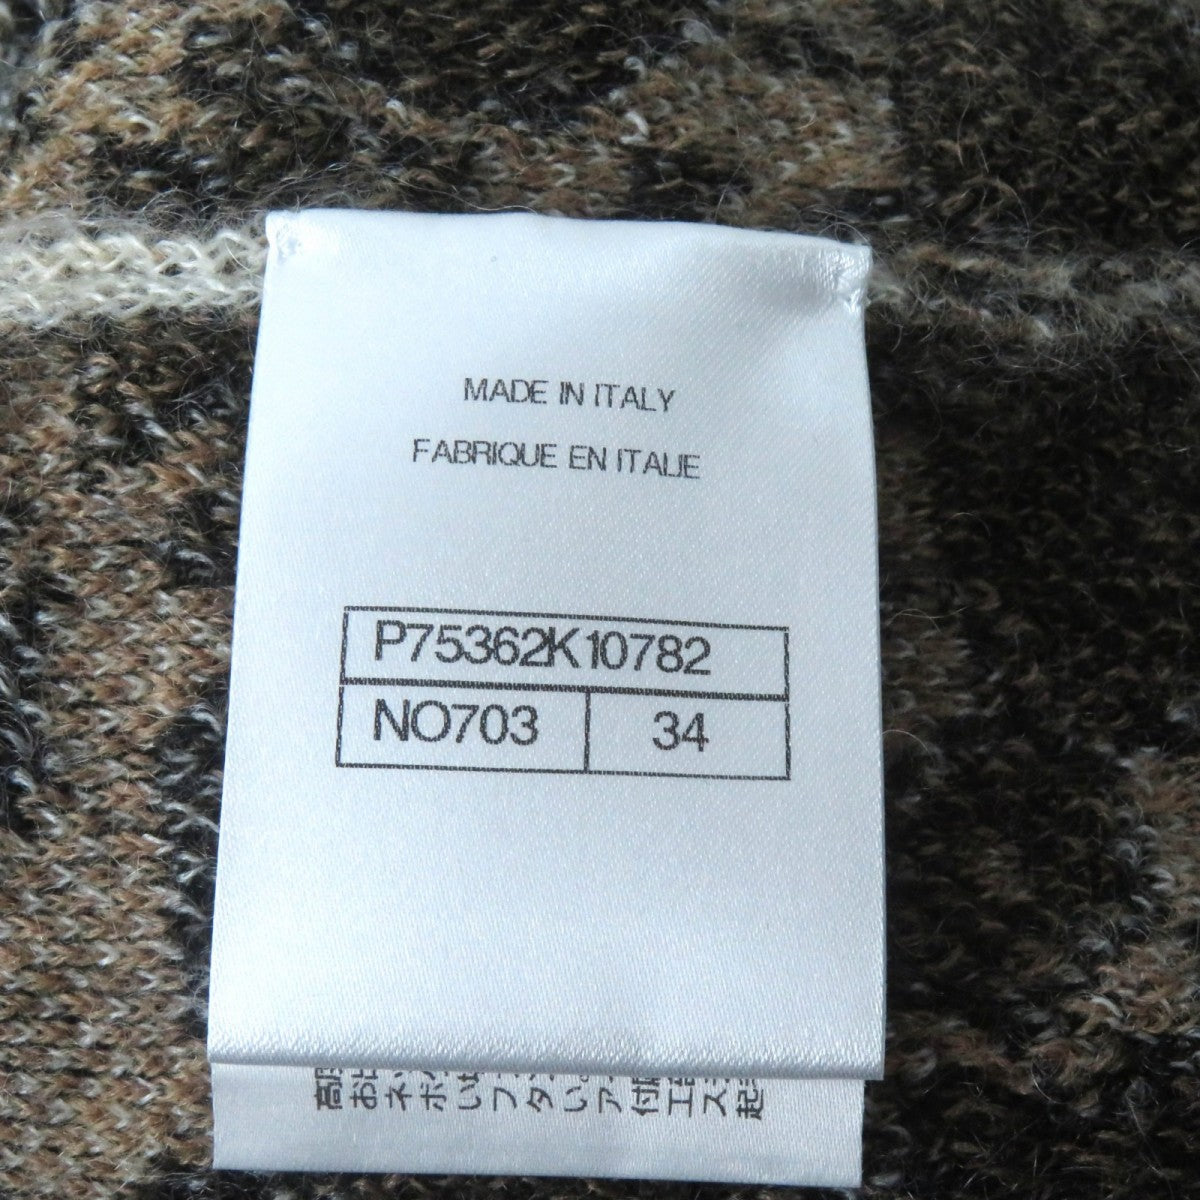 MADE IN ITALY
FABRIQUE EN ITALIE
P75362K10782
NO703
34